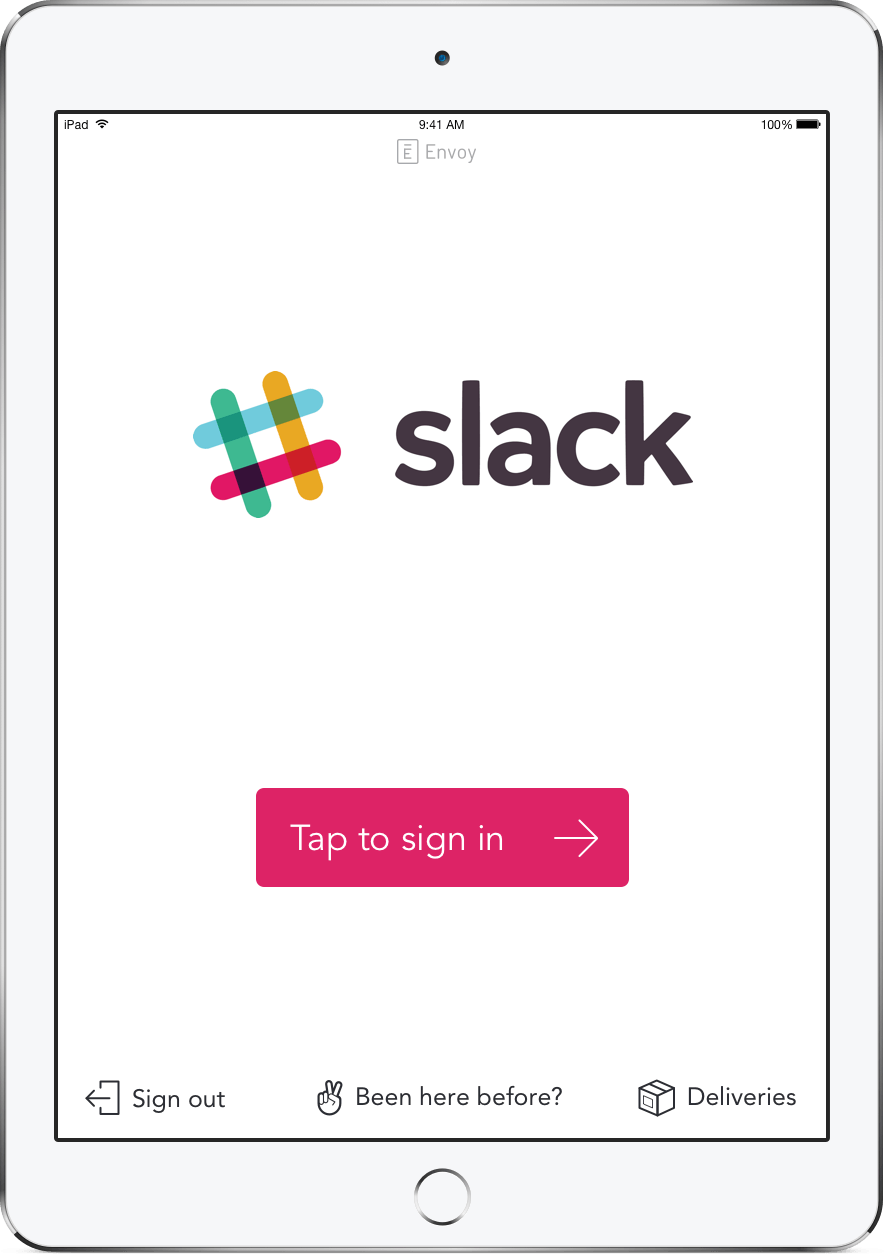 iPad 9:41 AM 100%
Envoy
slack
Tap to sign in
Sign out Been here before? Deliveries